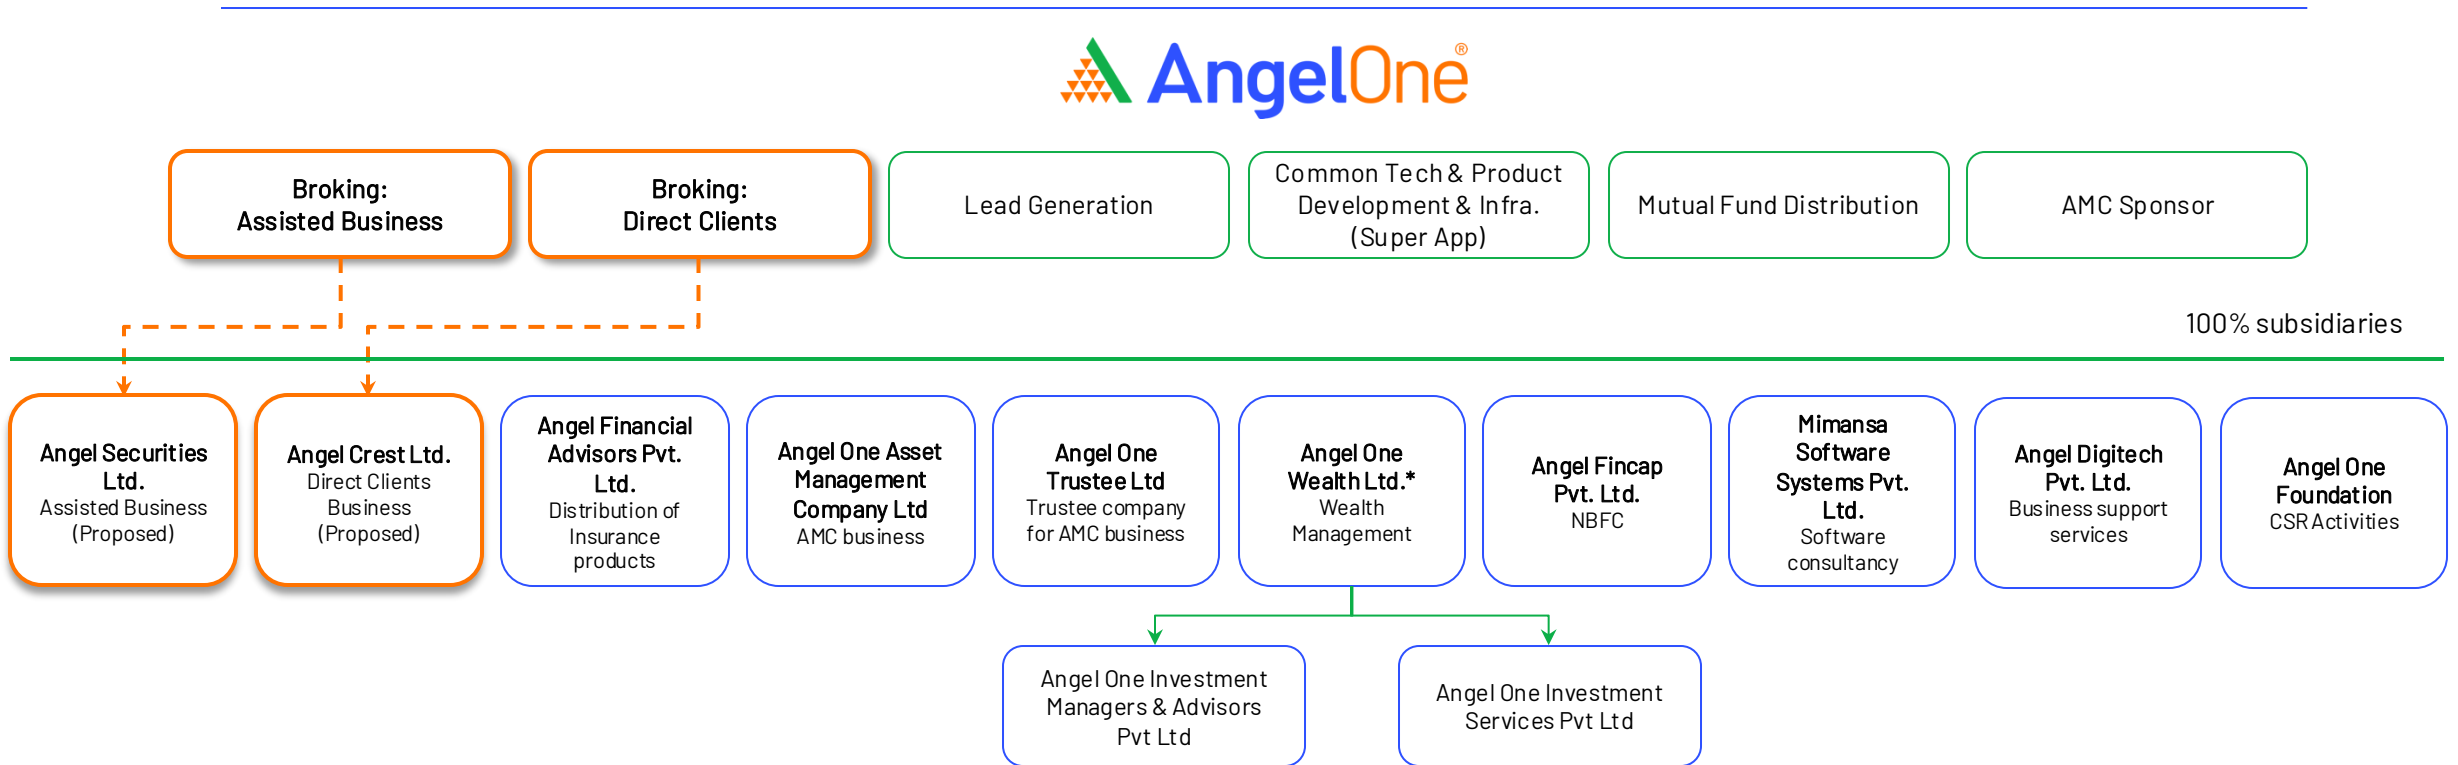 AngelOne®
Broking:
Assisted Business
Broking:
Direct Clients
Lead Generation
Common Tech & Product
Development & Infra.
(Super App)
Mutual Fund Distribution
AMC Sponsor
100% subsidiaries
Angel Securities
Ltd.
Assisted Business
(Proposed)
Angel Crest Ltd.
Direct Clients
Business
(Proposed)
Angel Financial
Advisors Pvt.
Ltd.
Distribution of
Insurance
products
Angel One Asset
Management
Company Ltd
AMC business
Angel One
Trustee Ltd
Trustee company
for AMC business
Angel One
Wealth Ltd.*
Wealth
Management
Angel Fincap
Pvt. Ltd.
NBFC
Mimansa
Software
Systems Pvt.
Ltd.
Software
consultancy
Angel Digitech
Pvt. Ltd.
Business support
services
Angel One
Foundation
CSR Activities
Angel One Investment
Managers & Advisors
Pvt Ltd
Angel One Investment
Services Pvt Ltd